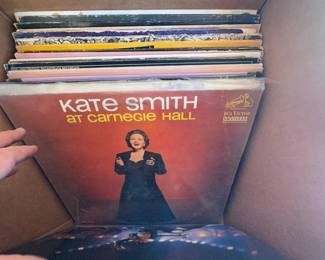 KATE SMITH
AT CARNEGIE HALL
RCA VICTOR